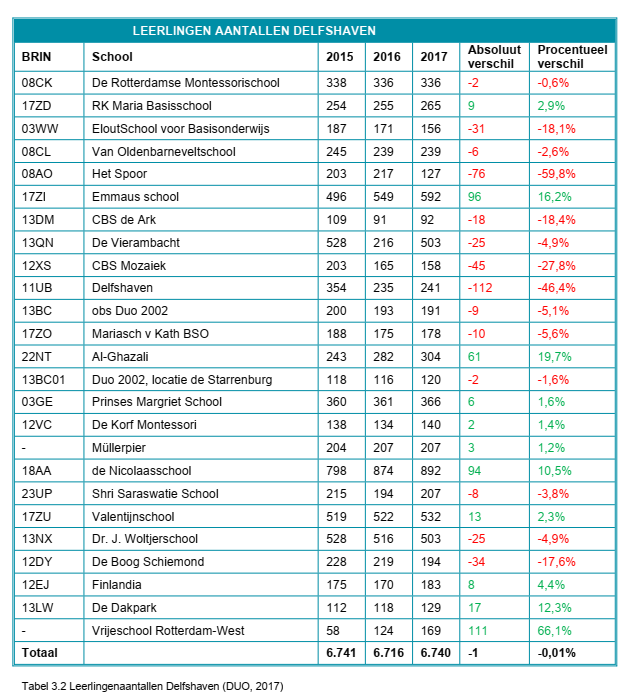 LEERLINGEN AANTALLEN DELFSHAVEN
BRIN School 2015 2016 2017 Absoluut verschil Procentueel verschil
08CK De Rotterdamse Montessorischool 338 336 336 -2 -0,6%
17ZD RK Maria Basisschool 254 255 265 9 2,9%
03WW EloutSchool voor Basisonderwijs 187 171 156 -31 -18,1%
08CL Van Oldenbarneveltschool 245 239 239 -6 -2,6%
08AO Het Spoor 203 217 127 -76 -59,8%
17ZI Emmaus school 496 549 592 96 16,2%
13DM CBS de Ark 109 91 92 -18 -18,4%
13QN De Vierambacht 528 216 503 -25 -4,9%
12XS CBS Mozaiek 203 165 158 -45 -27,8%
11UB Delfshaven 354 235 241 -112 -46,4%
13BC obs Duo 2002 200 193 191 -9 -5,1%
17ZO Mariasch v Kath BSO 188 175 178 -10 -5,6%
22NT Al-Ghazali 243 282 304 61 19,7%
13BC01 Duo 2002, locatie de Starrenburg 118 116 120 -2 -1,6%
03GE Prinses Margriet School 360 361 366 6 1,6%
12VC De Korf Montessori 138 134 140 2 1,4%
- Müllerpier 204 207 207 3 1,2%
18AA de Nicolaasschool 798 874 892 94 10,5%
23UP Shri Saraswatie School 215 194 207 -8 -3,8%
17ZU Valentijnschool 519 522 532 13 2,3%
13NX Dr. J. Woltjerschool 528 516 503 -25 -4,9%
12DY De Boog Schiemond 228 219 194 -34 -17,6%
12EJ Finlandia 175 170 183 8 4,4%
13LW De Dakpark 112 118 129 17 12,3%
- Vrijeschool Rotterdam-West 58 124 169 111 66,1%
Totaal 6.741 6.716 6.740 -1 -0,01%
Tabel 3.2 Leerlingenaantallen Delfshaven (DUO, 2017)